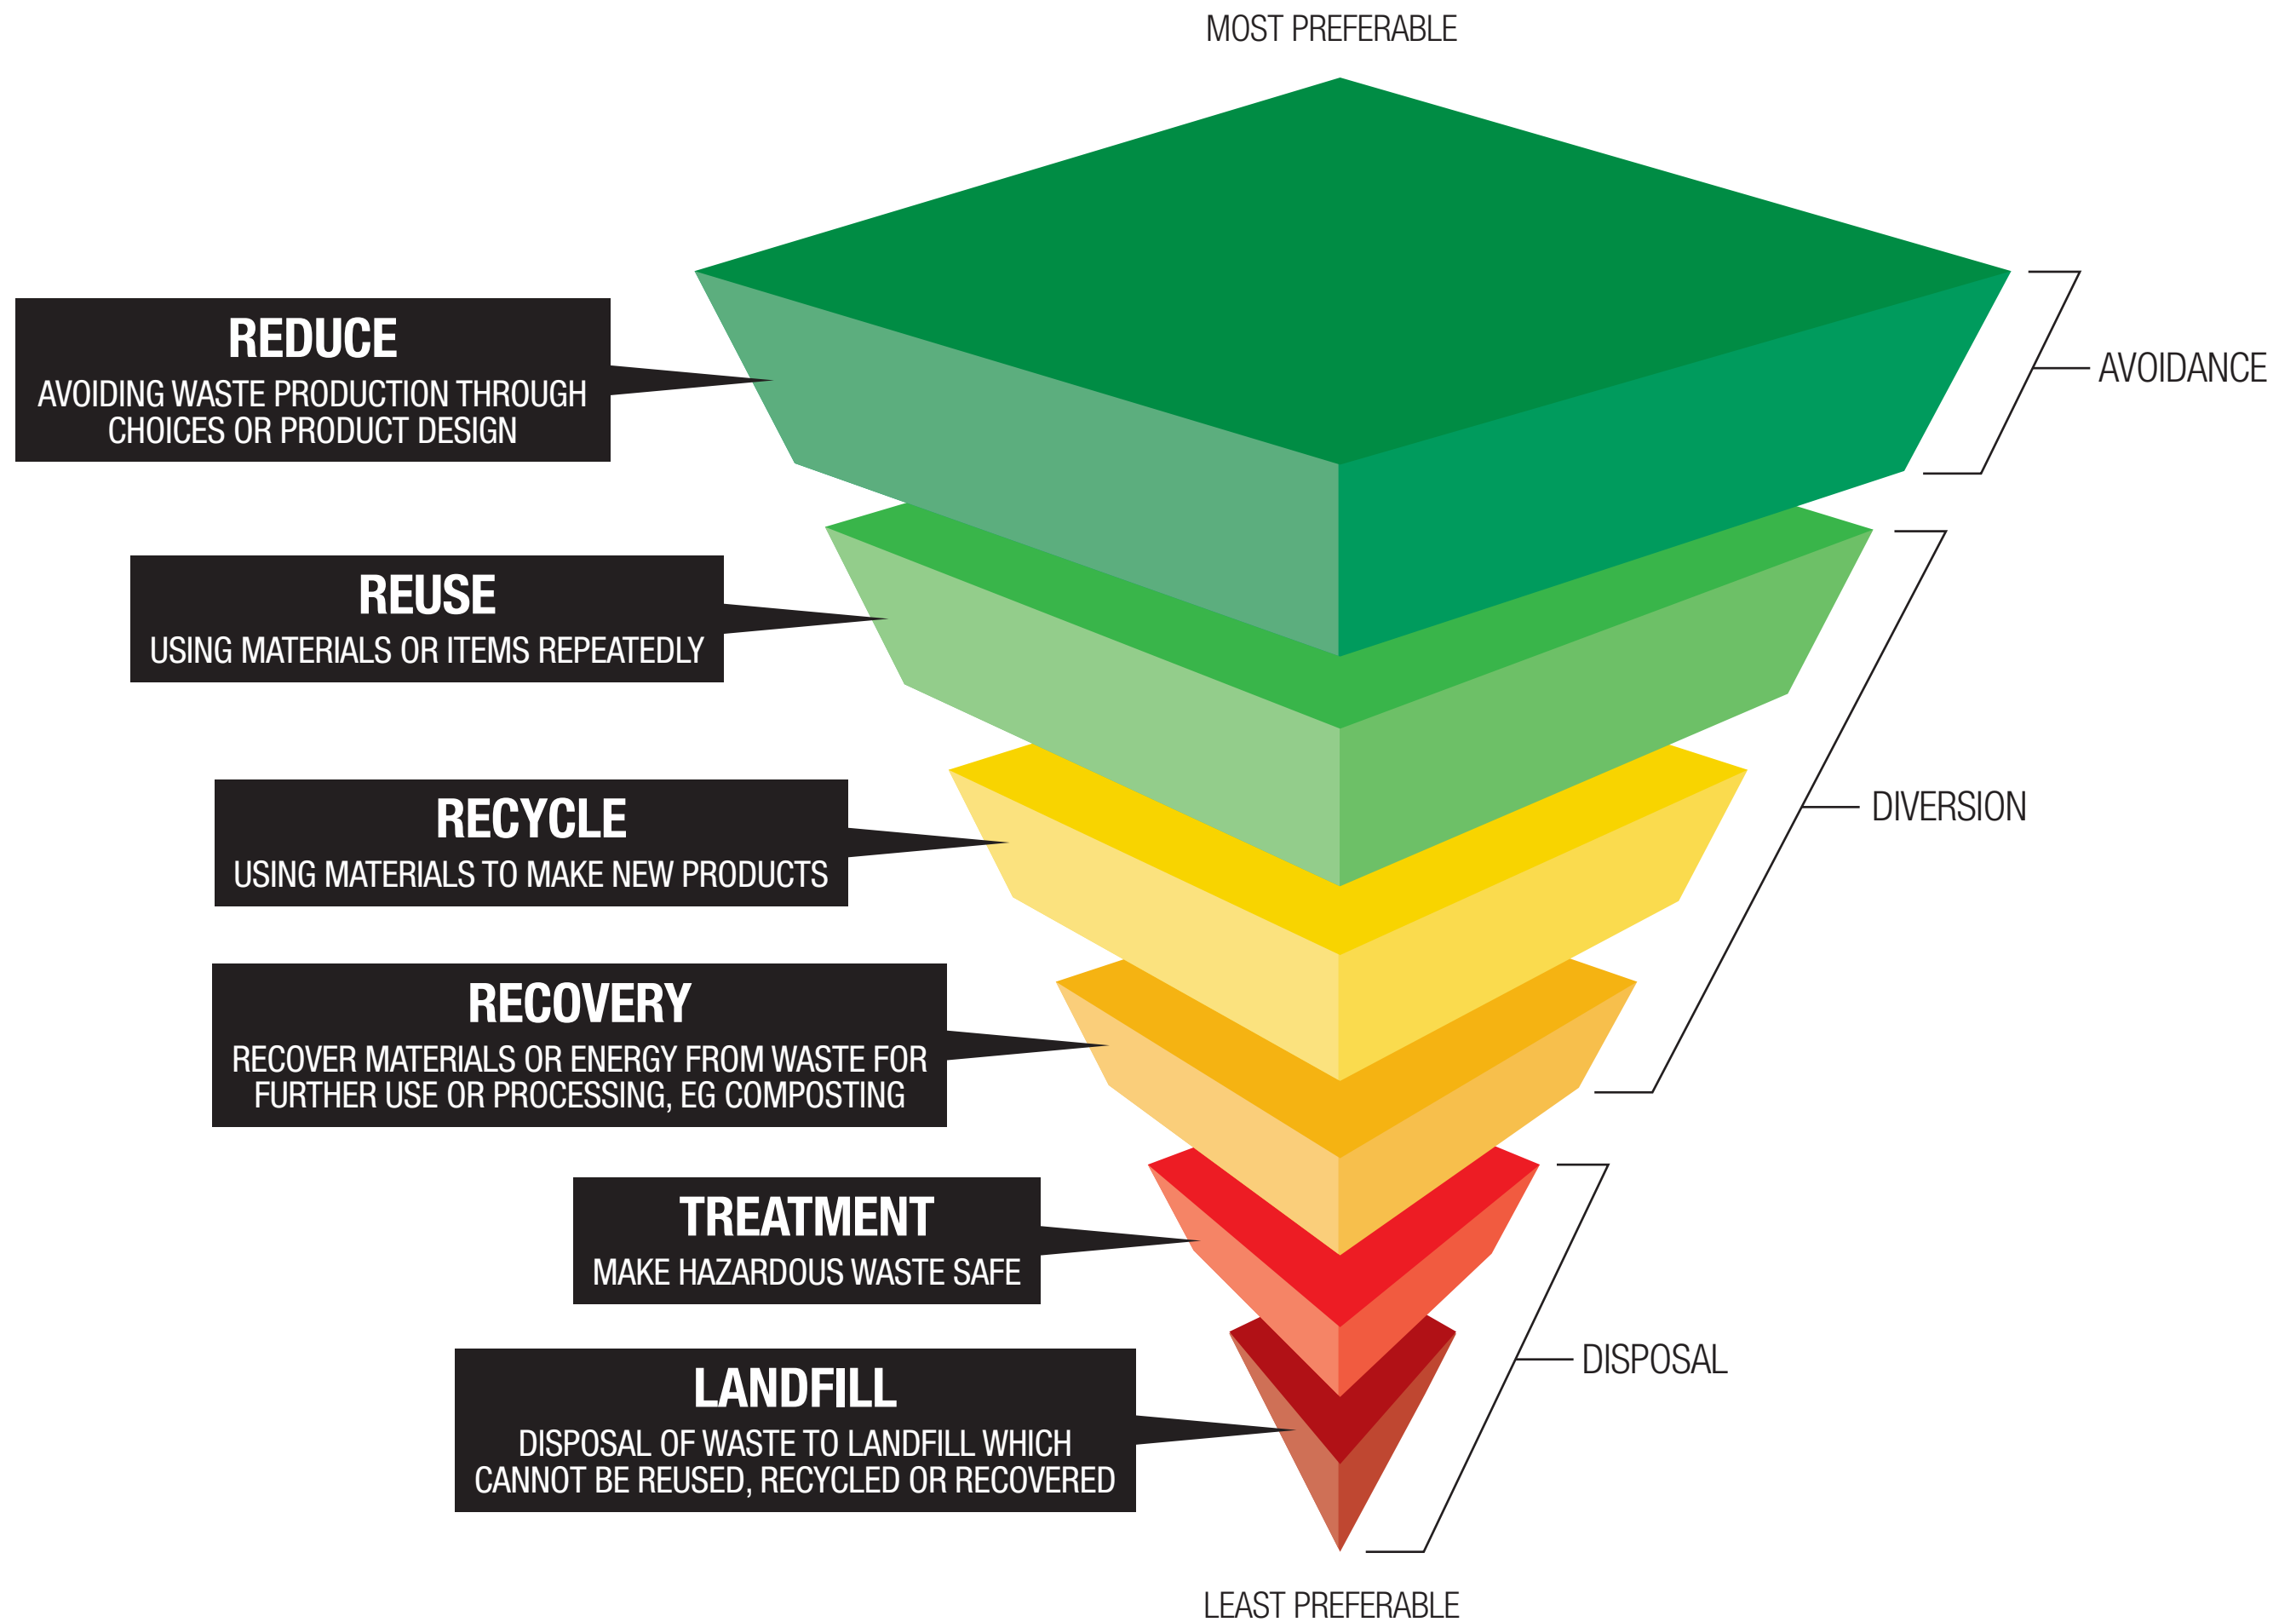 MOST PREFERABLE
REDUCE
AVOIDING WASTE PRODUCTION THROUGH
CHOICES OR PRODUCT DESIGN
AVOIDANCE
REUSE
USING MATERIALS OR ITEMS REPEATEDLY
RECYCLE
USING MATERIALS TO MAKE NEW PRODUCTS
DIVERSION
RECOVERY
RECOVER MATERIALS OR ENERGY FROM WASTE FOR
FURTHER USE OR PROCESSING, EG COMPOSTING
TREATMENT
MAKE HAZARDOUS WASTE SAFE
DISPOSAL
LANDFILL
DISPOSAL OF WASTE TO LANDFILL WHICH
CANNOT BE REUSED, RECYCLED OR RECOVERED
LEAST PREFERABLE